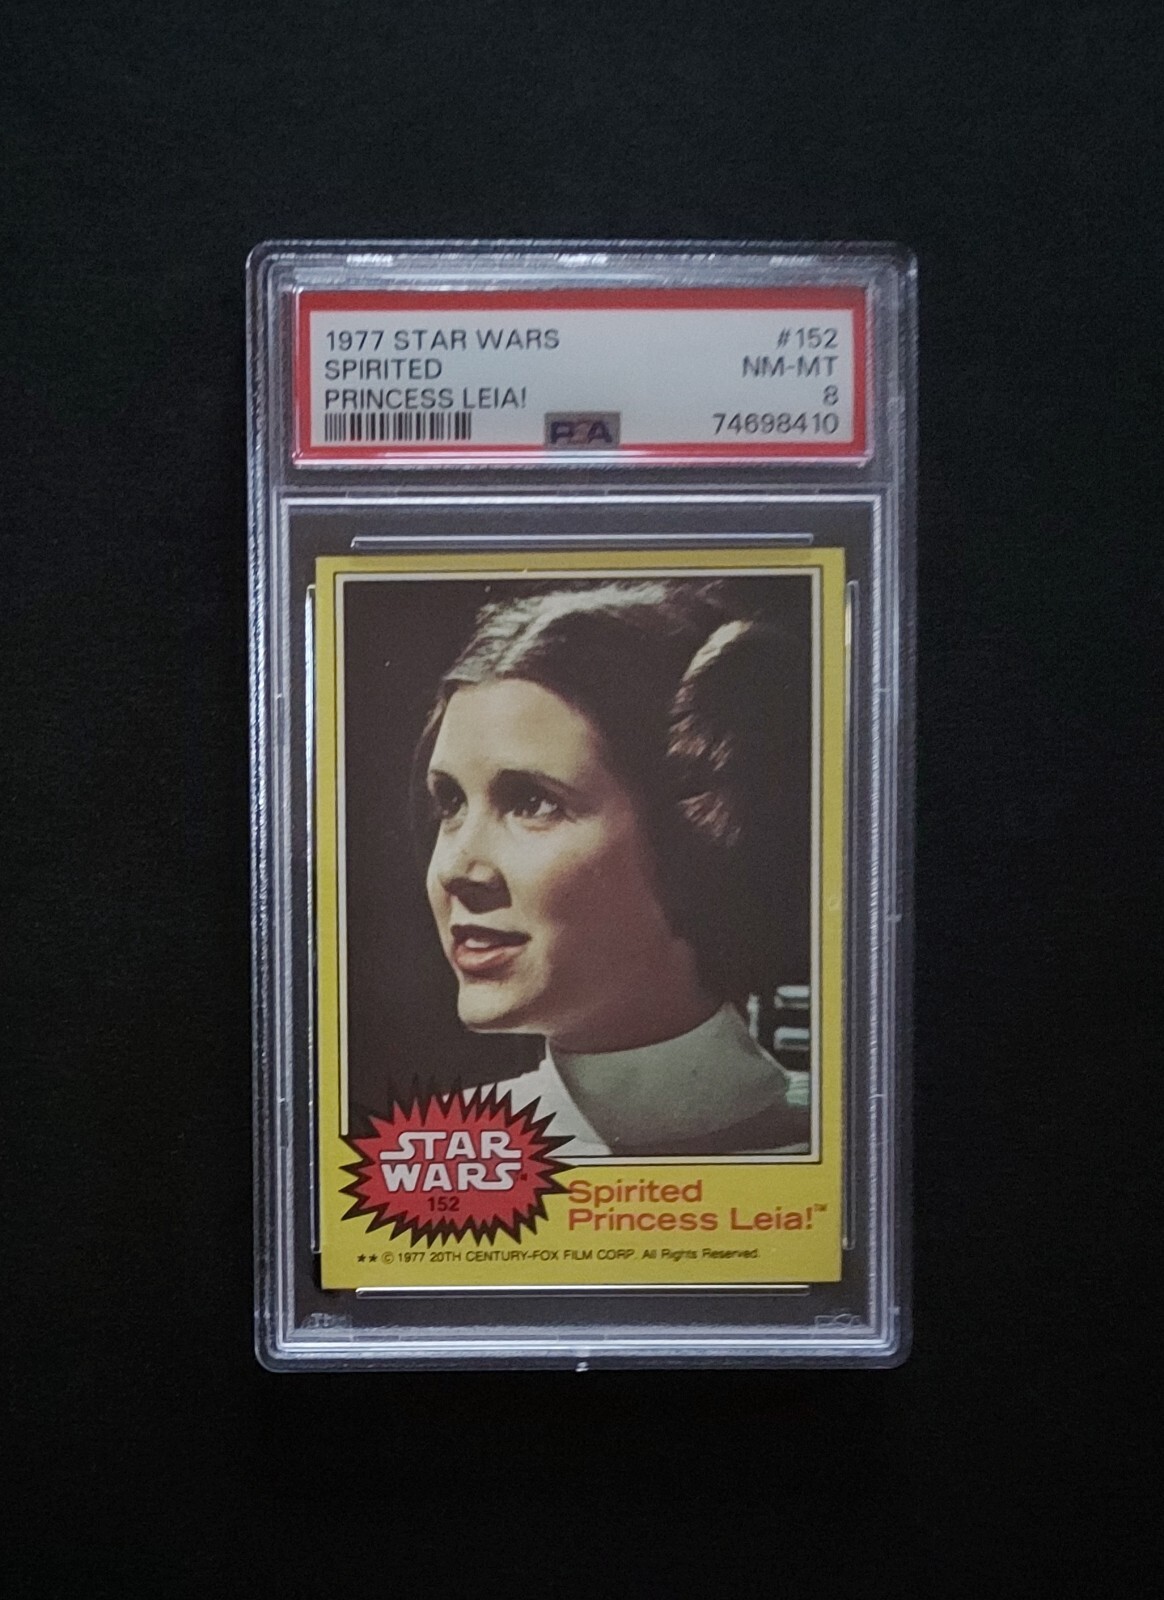 1977 STAR WARS #152
SPIRITED NM-MT
PRINCESS LEIA! 8
PSA 74698410
STAR
WARS™
152
Spirited
Princess Leia!™
★★ © 1977 20TH CENTURY-FOX FILM CORP. All Rights Reserved.